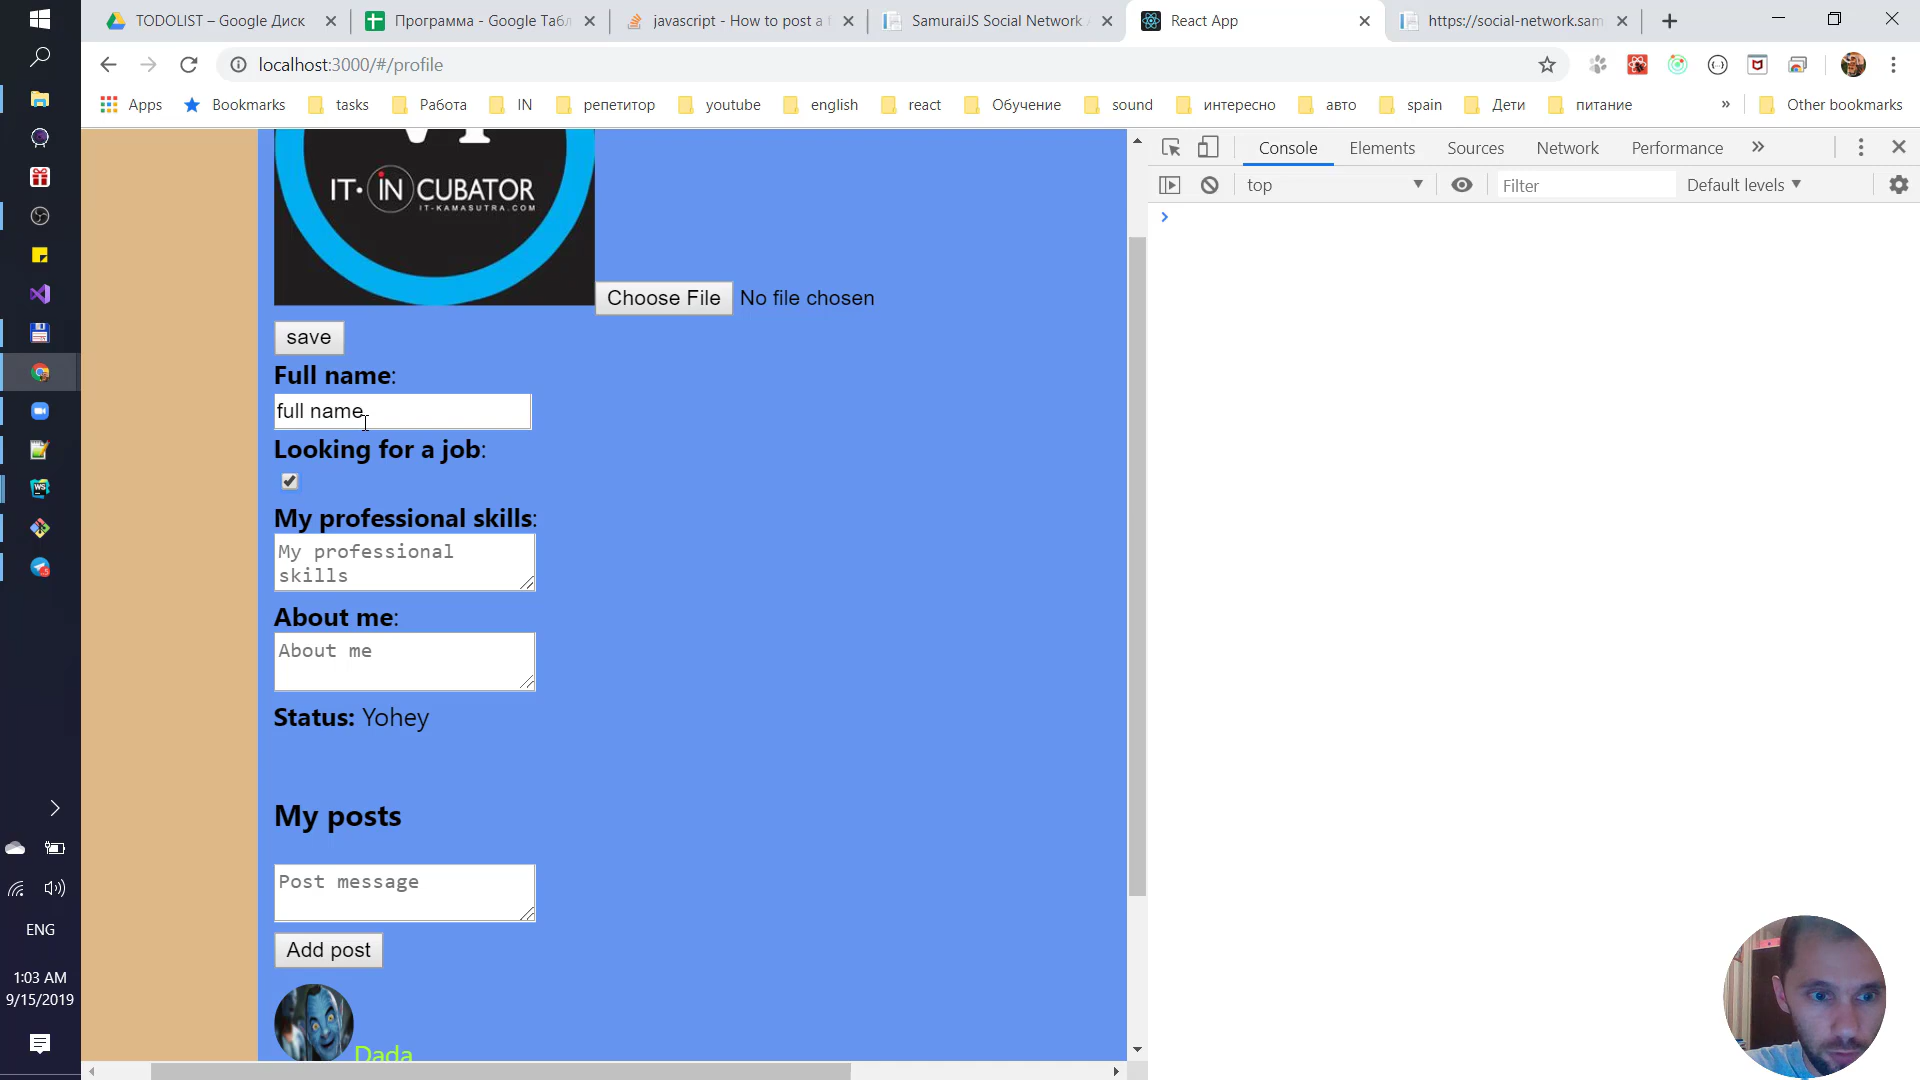 TODOLIST – Google Диск
Программа - Google Табл
javascript - How to post a f
SamuraiJS Social Network A
React App
https://social-network.sam
localhost:3000/#/profile
Apps
Bookmarks
tasks
Работа
IN
репетитор
youtube
english
react
Обучение
sound
интересно
авто
spain
Дети
питание
»
Other bookmarks
Console
Elements
Sources
Network
Performance
»
top
Filter
Default levels
IT·INCUBATOR
IT-KAMASUTRA.COM
Choose File No file chosen
save
Full name:
full name
Looking for a job:
My professional skills:
My professional
skills
About me:
About me
Status: Yohey
My posts
Post message
Add post
Dada
WS
ENG
1:03 AM
9/15/2019